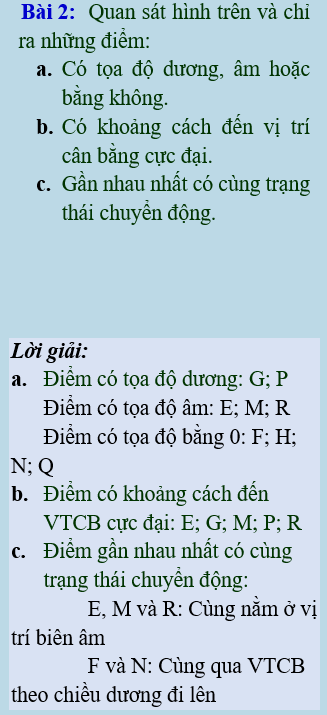 Bài 2: Quan sát hình trên và chỉ
ra những điểm:
a. Có tọa độ dương, âm hoặc
bằng không.
b. Có khoảng cách đến vị trí
cân bằng cực đại.
c. Gần nhau nhất có cùng trạng
thái chuyển động.
Lời giải:
a. Điểm có tọa độ dương: G; P
Điểm có tọa độ âm: E; M; R
Điểm có tọa độ bằng 0: F; H;
N; Q
b. Điểm có khoảng cách đến
VTCB cực đại: E; G; M; P; R
c. Điểm gần nhau nhất có cùng
trạng thái chuyển động:
E, M và R: Cùng nằm ở vị
trí biên âm
F và N: Cùng qua VTCB
theo chiều dương đi lên